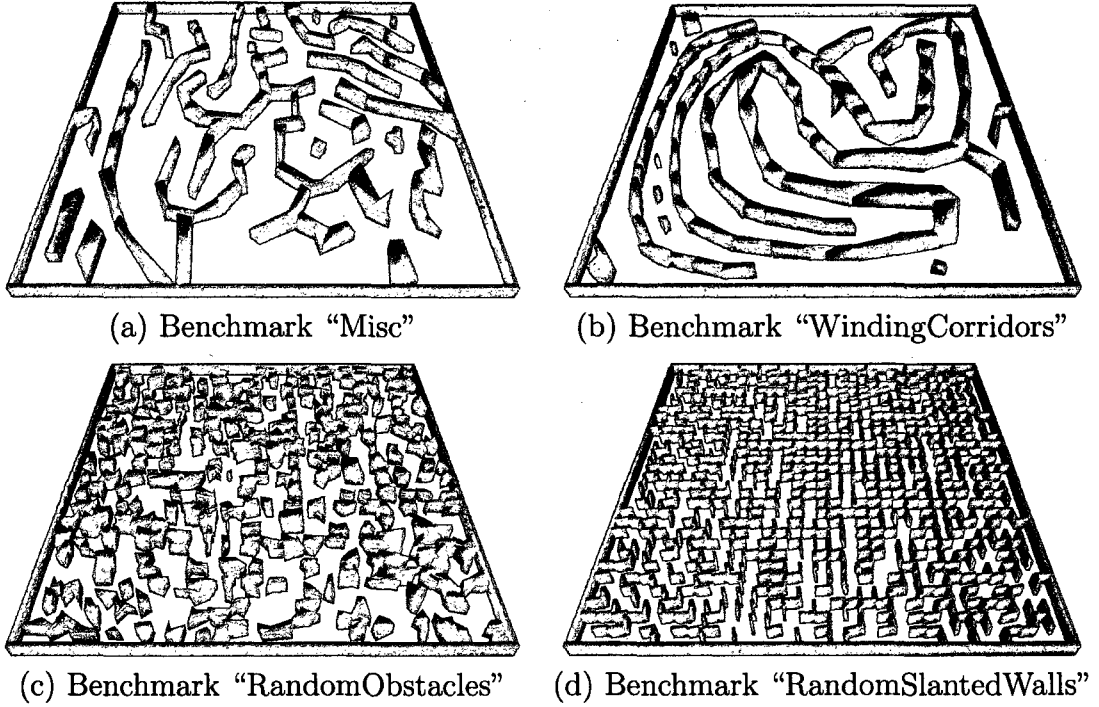 (a) Benchmark “Misc”
(b) Benchmark “WindingCorridors”
(c) Benchmark “RandomObstacles”
(d) Benchmark “RandomSlantedWalls”